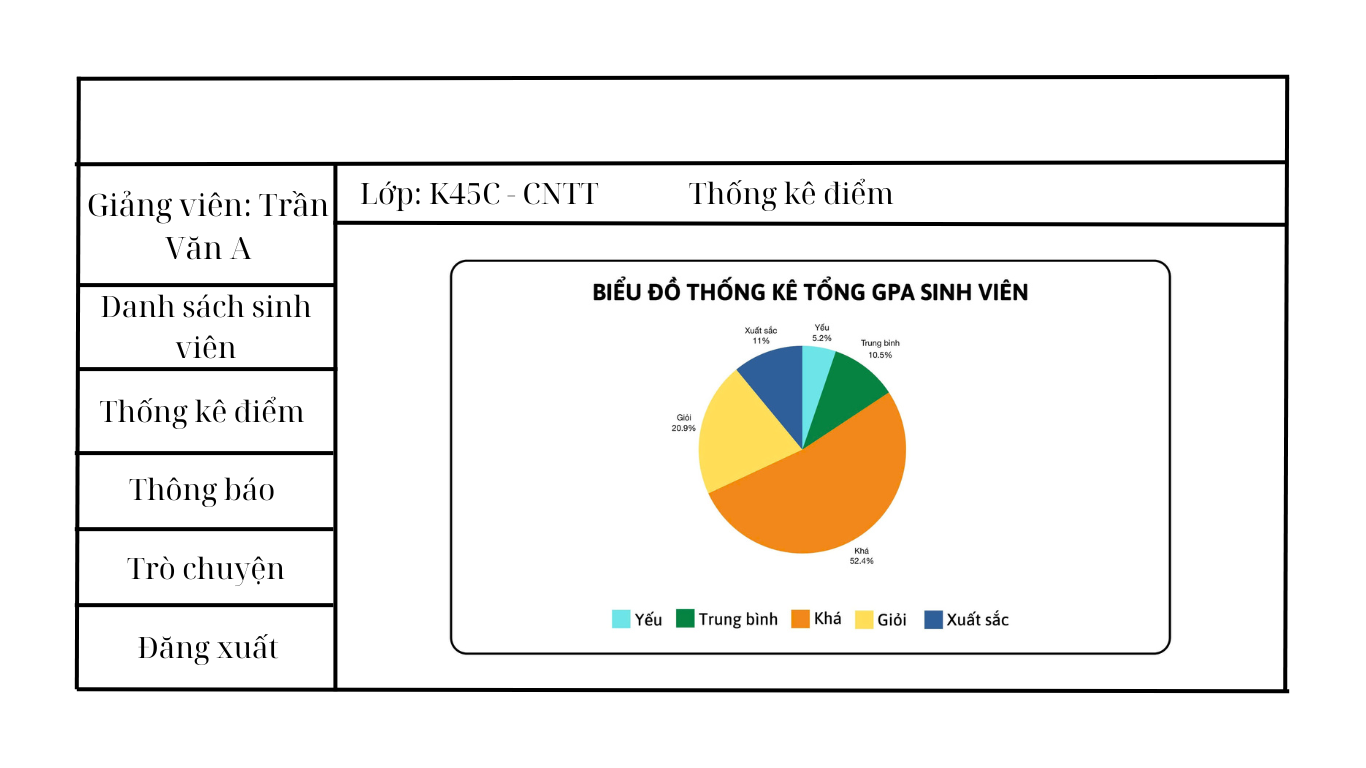 Giảng viên: Trần
Văn A
Danh sách sinh
viên
Thống kê điểm
Thông báo
Trò chuyện
Đăng xuất
Lớp: K45C - CNTT
Thống kê điểm
BIỂU ĐỒ THỐNG KÊ TỔNG GPA SINH VIÊN
Xuất sắc
11%
Yếu
5.2%
Trung bình
10.5%
Giỏi
20.9%
Khá
52.4%
Yếu
Trung bình
Khá
Giỏi
Xuất sắc